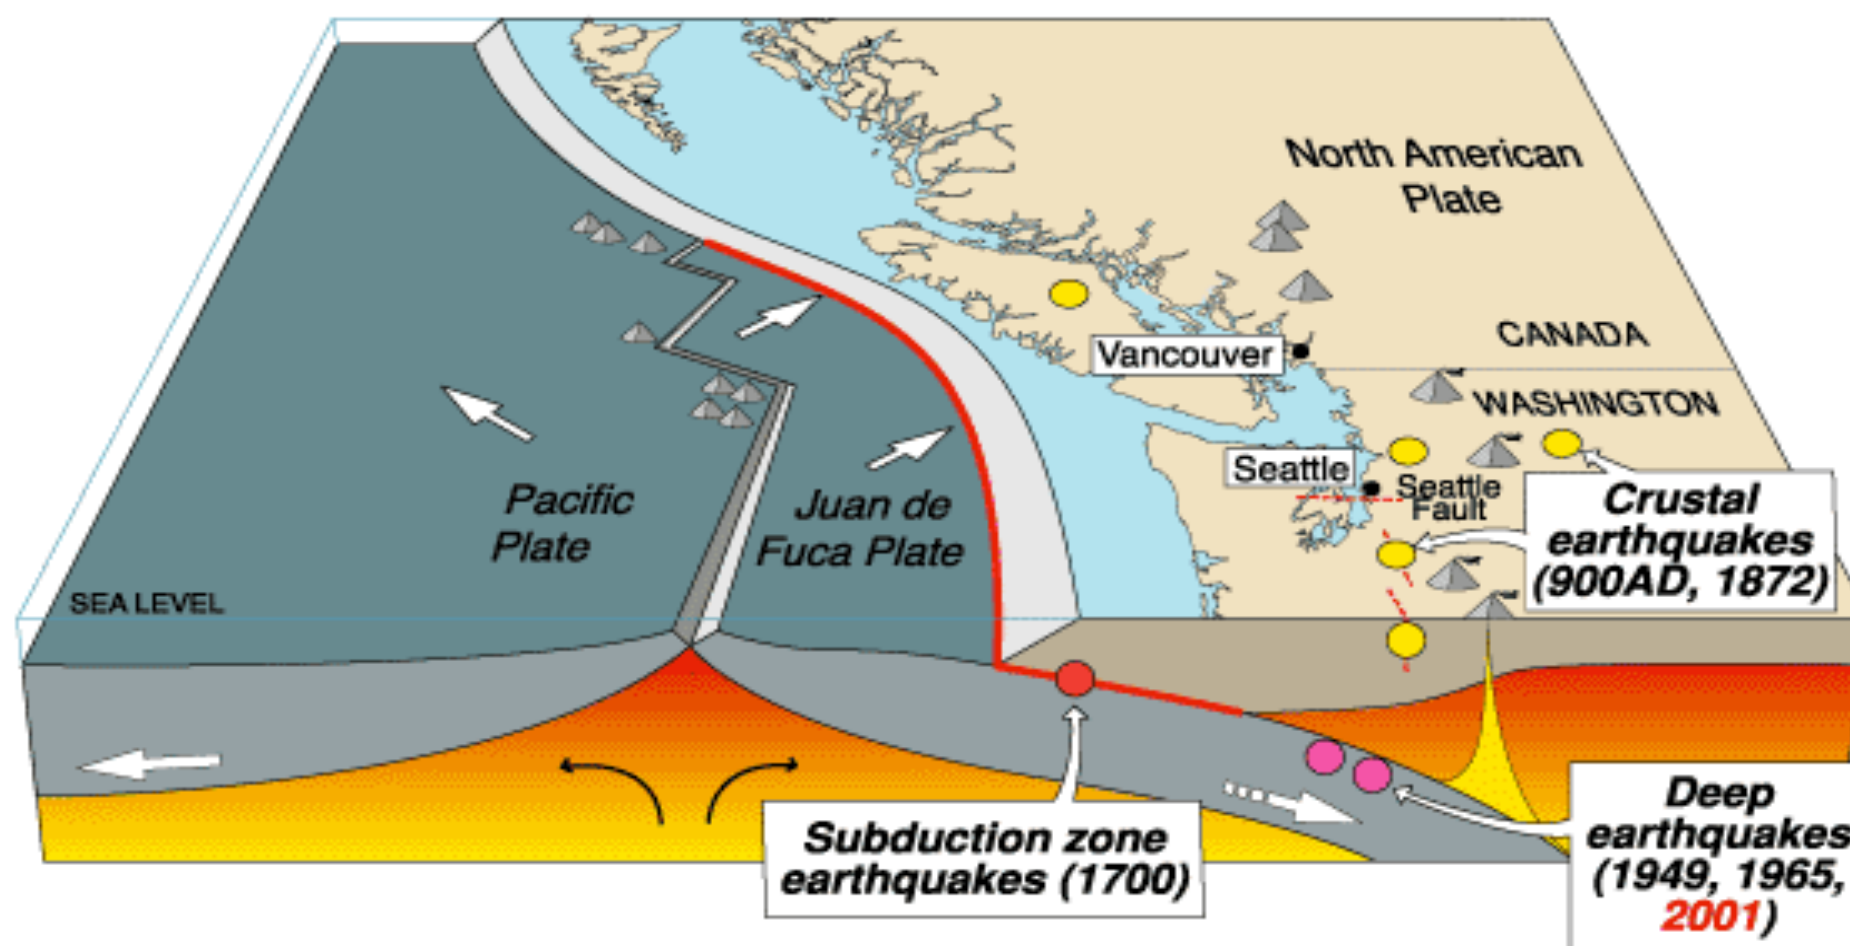 North American
Plate
CANADA
Vancouver
WASHINGTON
Seattle
Seattle
Fault
Pacific
Plate
Juan de
Fuca Plate
Crustal
earthquakes
(900AD, 1872)
SEA LEVEL
Subduction zone
earthquakes (1700)
Deep
earthquakes
(1949, 1965,
2001)